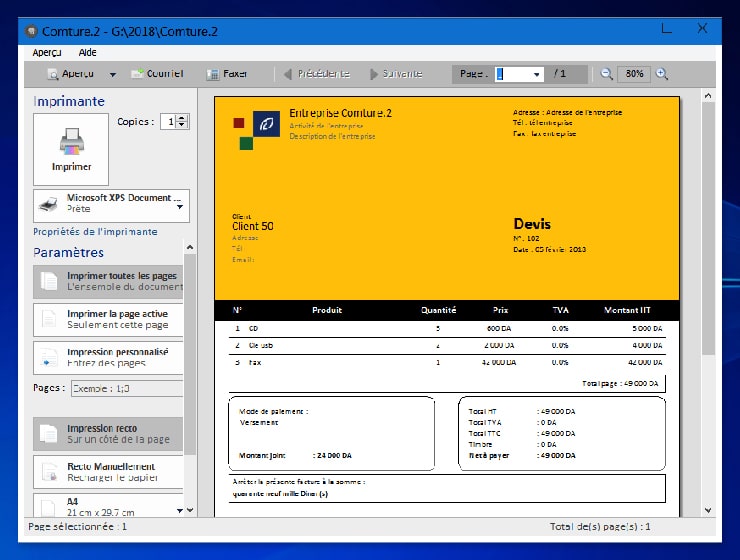 Comture.2 - G:\2018\Comture.2
Aperçu Aide
Aperçu Courriel Faxer Précédente Suivante Page : / 1 80%
Imprimante
Imprimer
Copies : 1
Microsoft XPS Document ...
Prête
Propriétés de l'imprimante
Paramètres
Imprimer toutes les pages
L'ensemble du document
Imprimer la page active
Seulement cette page
Impression personnalisé
Entrez des pages
Pages : Exemple : 1;3
Impression recto
Sur un côté de la page
Recto Manuellement
Recharger le papier
A4
21 cm x 29.7 cm
Entreprise Comture.2
Activité de l'entreprise
Description de l'entreprise
Adresse : Adresse de l'entreprise
Tél : tél entreprise
Fax : fax entreprise
Client
Client 50
Adresse
Tél
Email :
Devis
N° : 102
Date : 05 février 2018
N° Produit Quantité Prix TVA Montant HT
1 CD 5 600 DA 0.0% 3 000 DA
2 Cle usb 2 2 000 DA 0.0% 4 000 DA
3 Fax 1 42 000 DA 0.0% 42 000 DA
Total page : 49 000 DA
Mode de paiement :
Versement
Montant joint : 24 000 DA
Total HT : 49 000 DA
Total TVA : 0 DA
Total TTC : 49 000 DA
Timbre : 0 DA
Net à payer : 49 000 DA
Arrêter la présente facture à la somme :
quarante neuf mille Dinar(s)
Page sélectionnée : 1 Total de(s) page(s) : 1